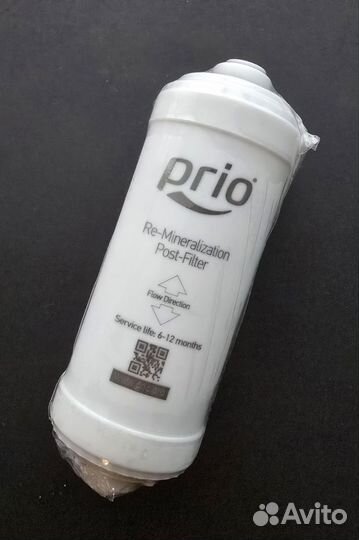 prio®
Re-Mineralization
Post-Filter
Flow Direction
Service life: 6-12 months
Avito